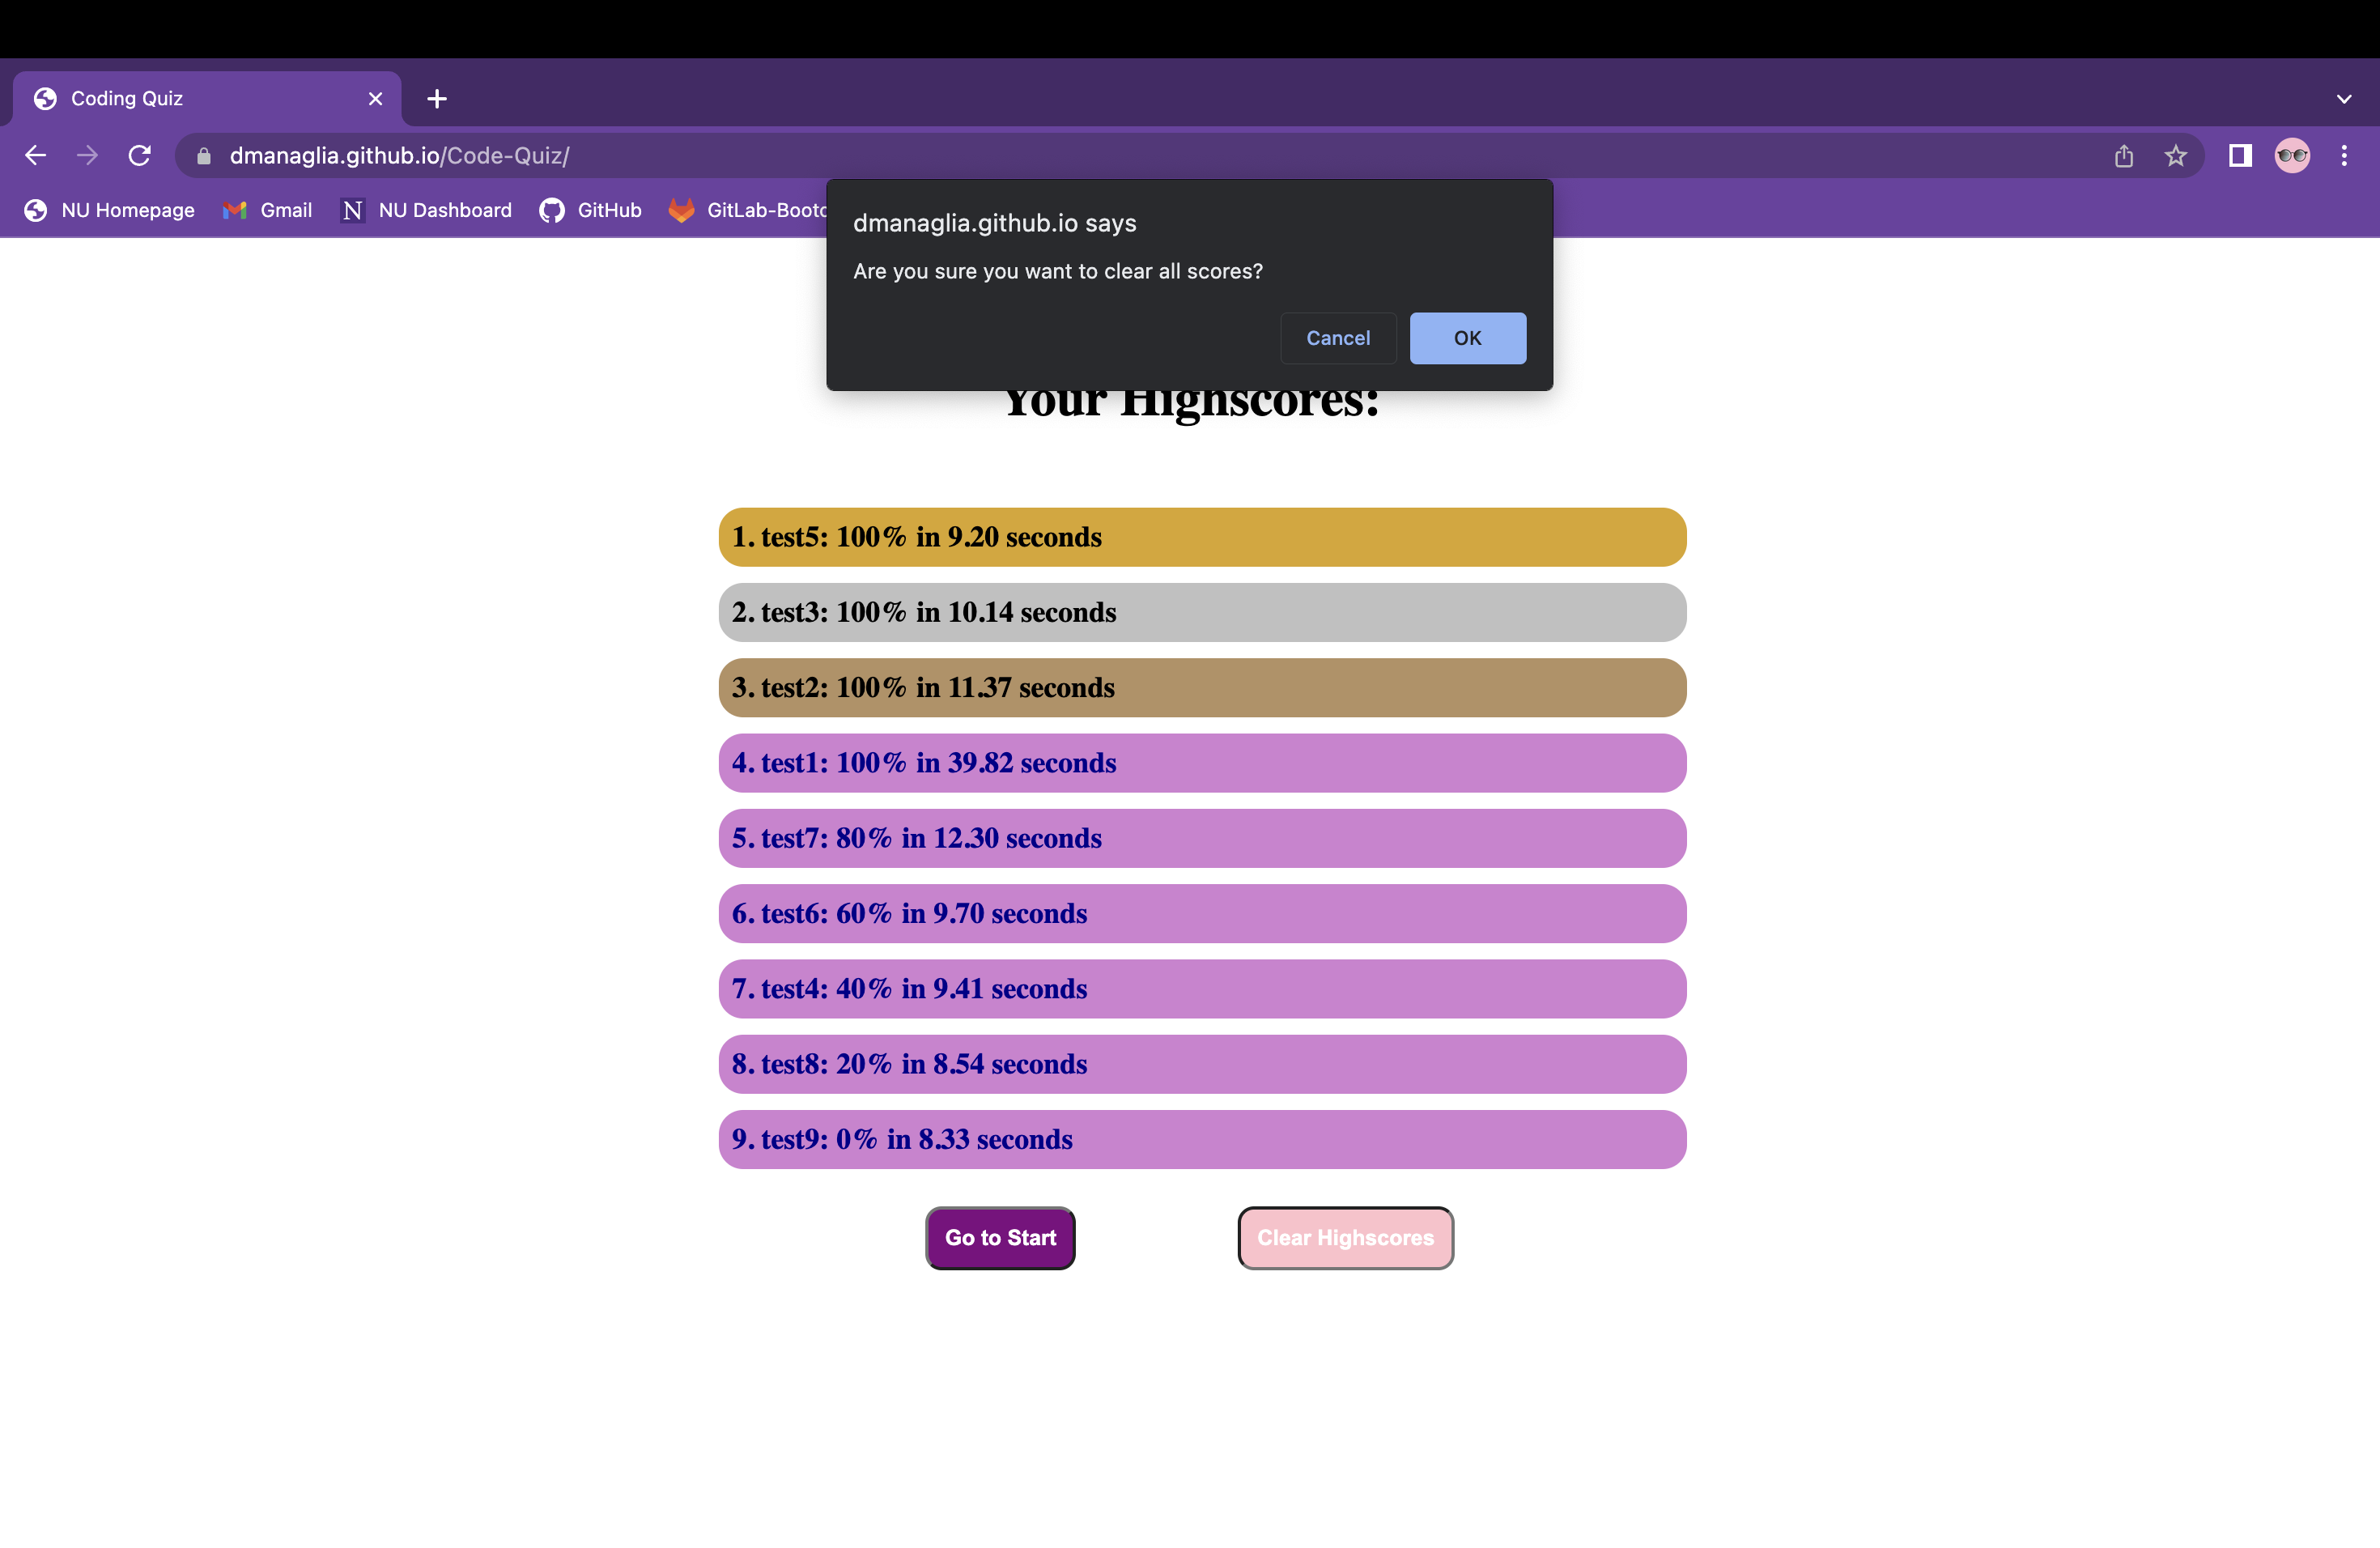 Coding Quiz
dmanaglia.github.io/Code-Quiz/
NU Homepage Gmail NU Dashboard GitHub
dmanaglia.github.io says
Are you sure you want to clear all scores?
Cancel OK
Your Highscores:
1. test5: 100% in 9.20 seconds
2. test3: 100% in 10.14 seconds
3. test2: 100% in 11.37 seconds
4. test1: 100% in 39.82 seconds
5. test7: 80% in 12.30 seconds
6. test6: 60% in 9.70 seconds
7. test4: 40% in 9.41 seconds
8. test8: 20% in 8.54 seconds
9. test9: 0% in 8.33 seconds
Go to Start Clear Highscores